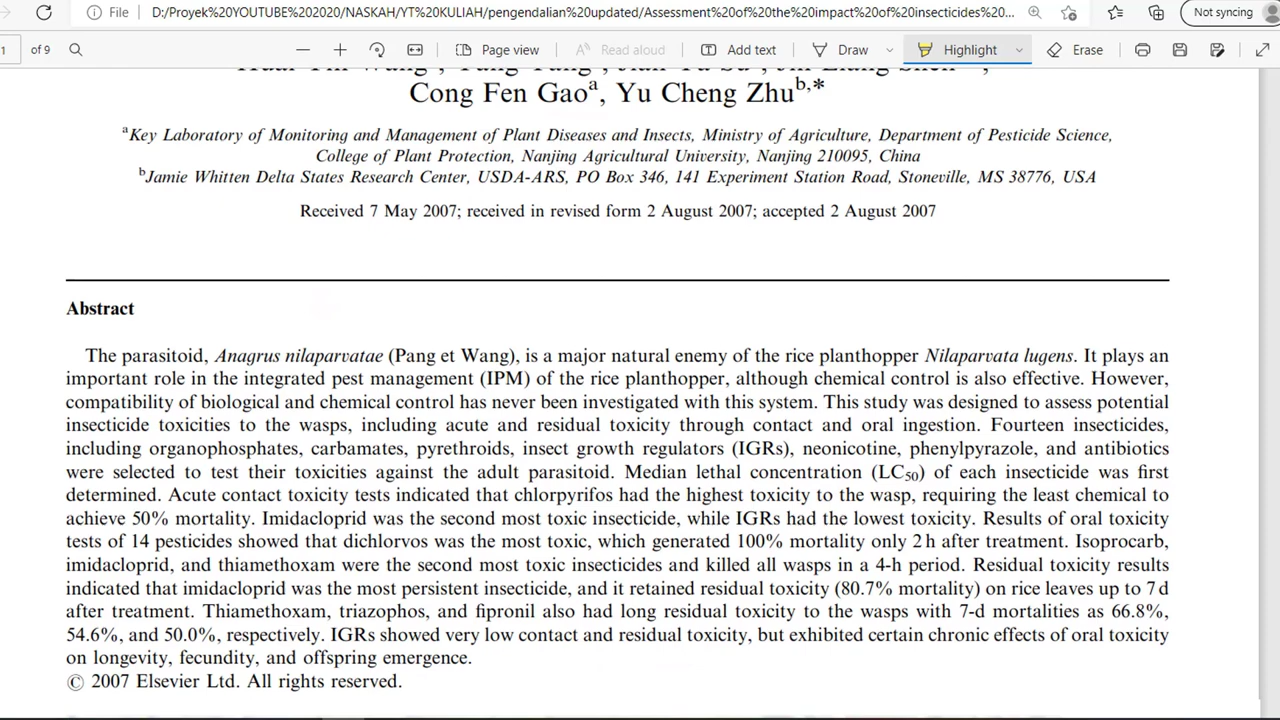 File
D:/Proyek%20YOUTUBE%202020/NASKAH/YT%20KULIAH/pengendalian%20updated/Assessment%20of%20the%20impact%20of%20insecticides%20...
Not syncing
1 of 9
Page view
Read aloud
Add text
Draw
Highlight
Erase
Cong Fen Gaoᵃ, Yu Cheng Zhuᵇ,*
ᵃKey Laboratory of Monitoring and Management of Plant Diseases and Insects, Ministry of Agriculture, Department of Pesticide Science,
College of Plant Protection, Nanjing Agricultural University, Nanjing 210095, China
ᵇJamie Whitten Delta States Research Center, USDA-ARS, PO Box 346, 141 Experiment Station Road, Stoneville, MS 38776, USA
Received 7 May 2007; received in revised form 2 August 2007; accepted 2 August 2007
Abstract
The parasitoid, Anagrus nilaparvatae (Pang et Wang), is a major natural enemy of the rice planthopper Nilaparvata lugens. It plays an
important role in the integrated pest management (IPM) of the rice planthopper, although chemical control is also effective. However,
compatibility of biological and chemical control has never been investigated with this system. This study was designed to assess potential
insecticide toxicities to the wasps, including acute and residual toxicity through contact and oral ingestion. Fourteen insecticides,
including organophosphates, carbamates, pyrethroids, insect growth regulators (IGRs), neonicotine, phenylpyrazole, and antibiotics
were selected to test their toxicities against the adult parasitoid. Median lethal concentration (LC₅₀) of each insecticide was first
determined. Acute contact toxicity tests indicated that chlorpyrifos had the highest toxicity to the wasp, requiring the least chemical to
achieve 50% mortality. Imidacloprid was the second most toxic insecticide, while IGRs had the lowest toxicity. Results of oral toxicity
tests of 14 pesticides showed that dichlorvos was the most toxic, which generated 100% mortality only 2 h after treatment. Isoprocarb,
imidacloprid, and thiamethoxam were the second most toxic insecticides and killed all wasps in a 4-h period. Residual toxicity results
indicated that imidacloprid was the most persistent insecticide, and it retained residual toxicity (80.7% mortality) on rice leaves up to 7 d
after treatment. Thiamethoxam, triazophos, and fipronil also had long residual toxicity to the wasps with 7-d mortalities as 66.8%,
54.6%, and 50.0%, respectively. IGRs showed very low contact and residual toxicity, but exhibited certain chronic effects of oral toxicity
on longevity, fecundity, and offspring emergence.
© 2007 Elsevier Ltd. All rights reserved.